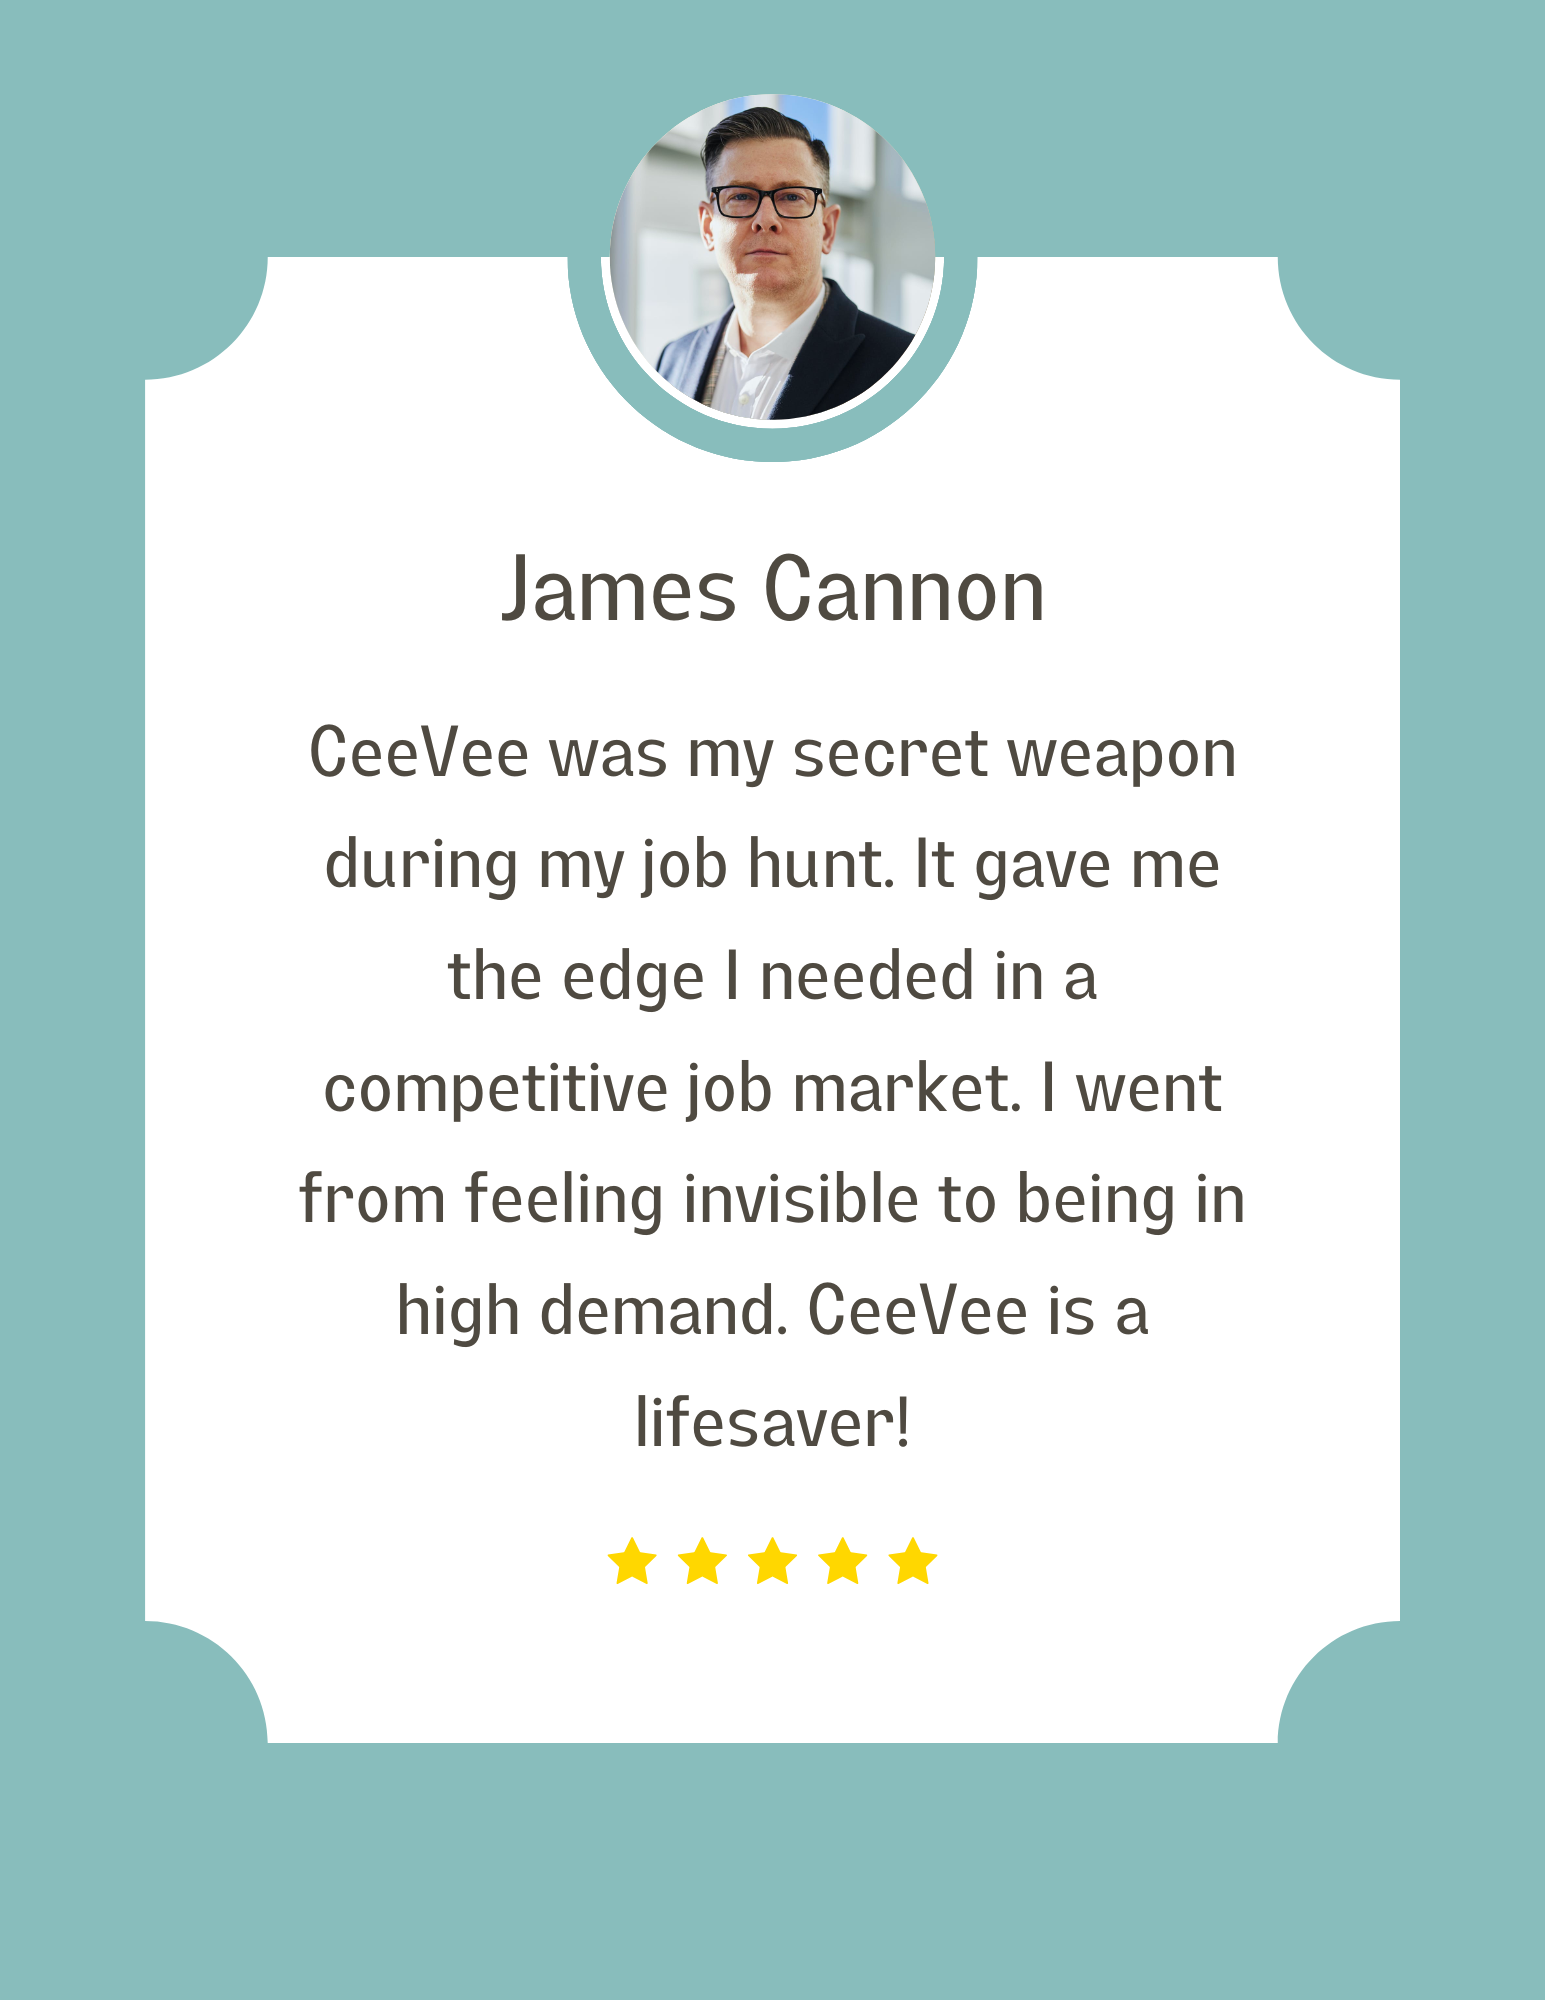 James Cannon
CeeVee was my secret weapon
during my job hunt. It gave me
the edge I needed in a
competitive job market. I went
from feeling invisible to being in
high demand. CeeVee is a
lifesaver!